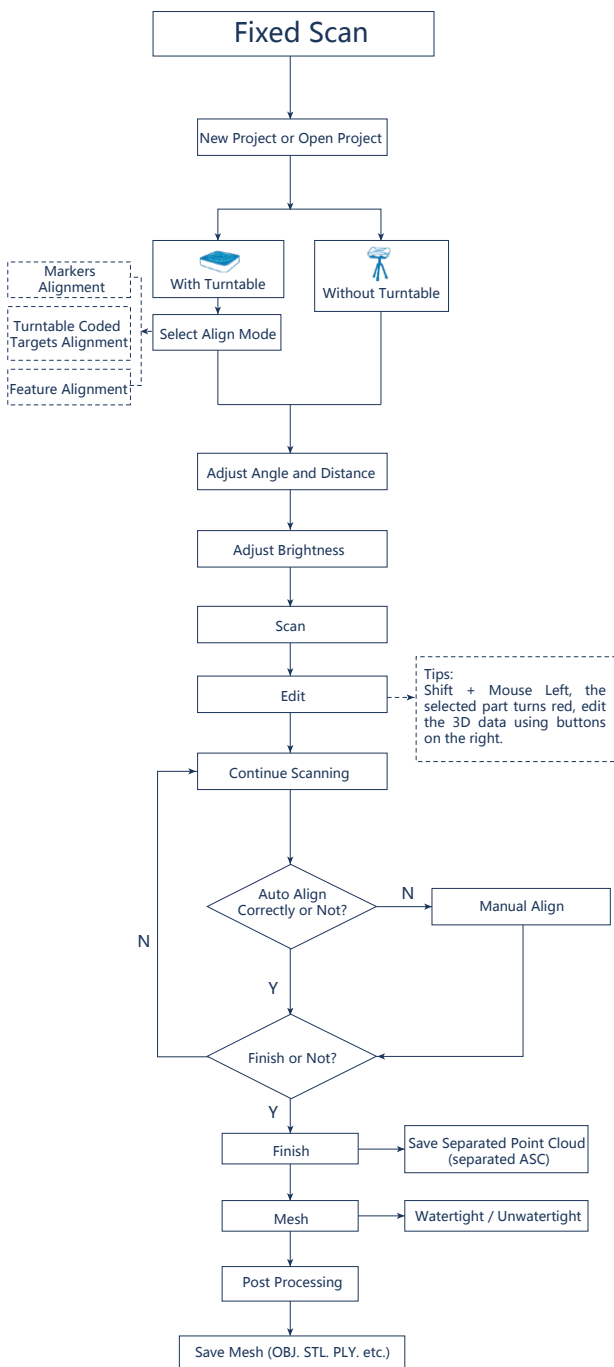 Fixed Scan
New Project or Open Project
With Turntable
Without Turntable
Markers
Alignment
Turntable Coded
Targets Alignment
Feature Alignment
Select Align Mode
Adjust Angle and Distance
Adjust Brightness
Scan
Edit
Tips:
Shift + Mouse Left, the
selected part turns red, edit
the 3D data using buttons
on the right.
Continue Scanning
Auto Align
Correctly or Not?
N
Manual Align
N
Y
Finish or Not?
Y
Finish
Save Separated Point Cloud
(separated ASC)
Mesh
Watertight / Unwatertight
Post Processing
Save Mesh (OBJ. STL. PLY. etc.)